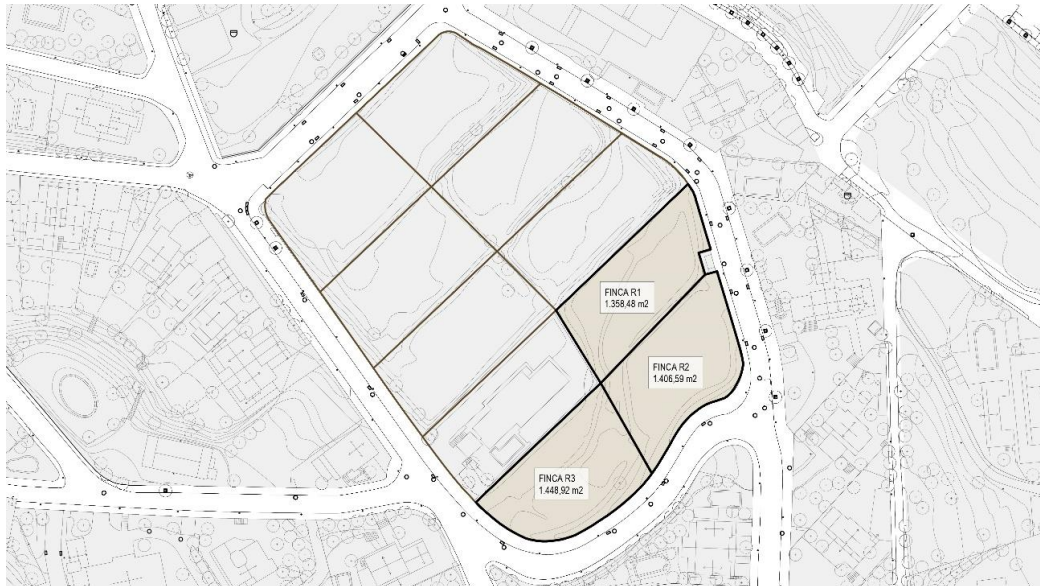 FINCA R1
1.358,48 m2
FINCA R2
1.406,59 m2
FINCA R3
1.448,92 m2